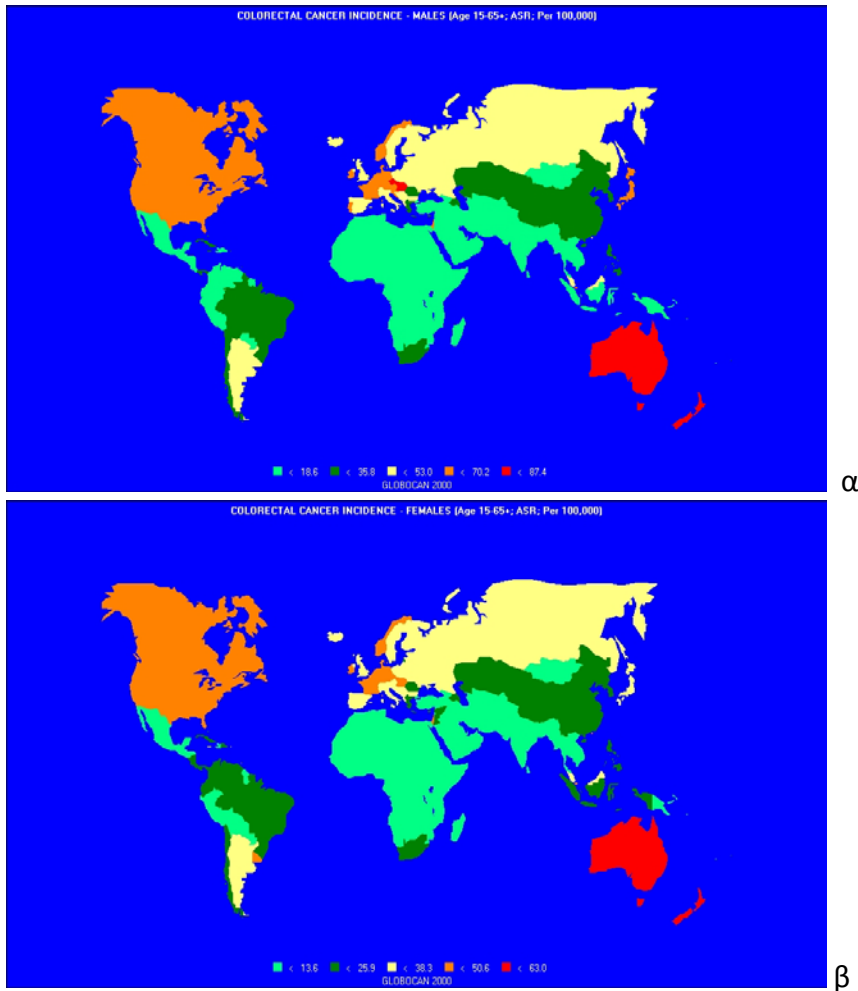 COLORECTAL CANCER INCIDENCE - MALES (Age 15-65+; ASR; Per 100,000)
< 18.6 < 35.8 < 53.0 < 70.2 < 87.4
GLOBOCAN 2000
α
COLORECTAL CANCER INCIDENCE - FEMALES (Age 15-65+; ASR; Per 100,000)
< 13.6 < 25.9 < 38.3 < 50.6 < 63.0
GLOBOCAN 2000
β